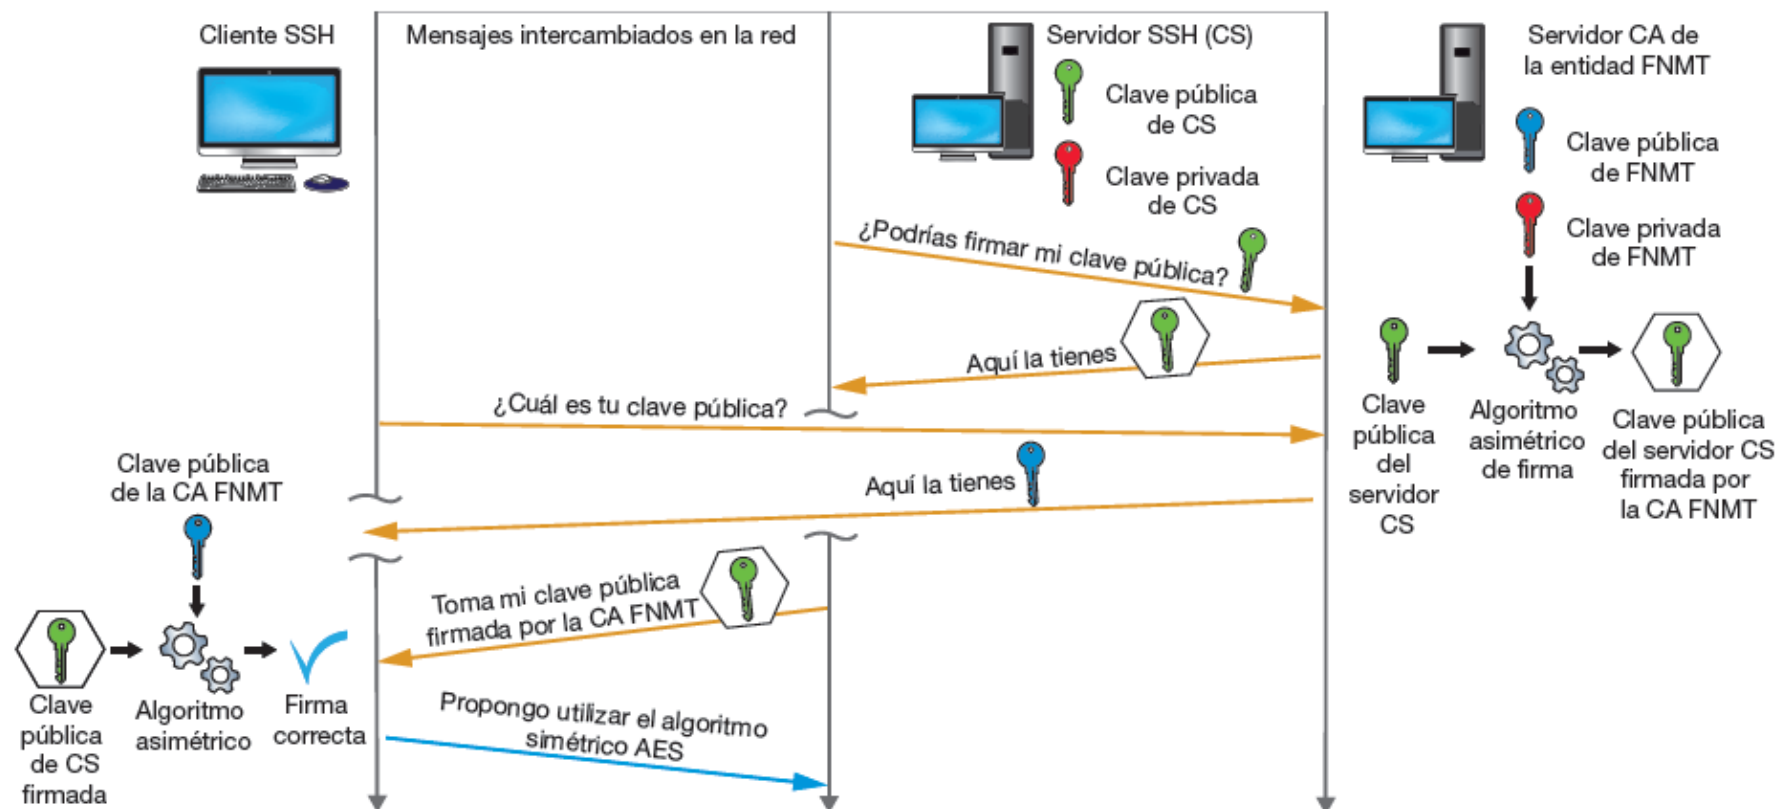 Cliente SSH
Mensajes intercambiados en la red
Servidor SSH (CS)
Servidor CA de
la entidad FNMT
Clave pública
de CS
Clave privada
de CS
Clave pública
de FNMT
Clave privada
de FNMT
¿Podrías firmar mi clave pública?
Aquí la tienes
¿Cuál es tu clave pública?
Aquí la tienes
Clave
pública
del
servidor
CS
Algoritmo
asimétrico
de firma
Clave pública
del servidor CS
firmada por
la CA FNMT
Clave pública
de la CA FNMT
Toma mi clave pública
firmada por la CA FNMT
Clave
pública
de CS
firmada
Algoritmo
asimétrico
Firma
correcta
Propongo utilizar el algoritmo
simétrico AES